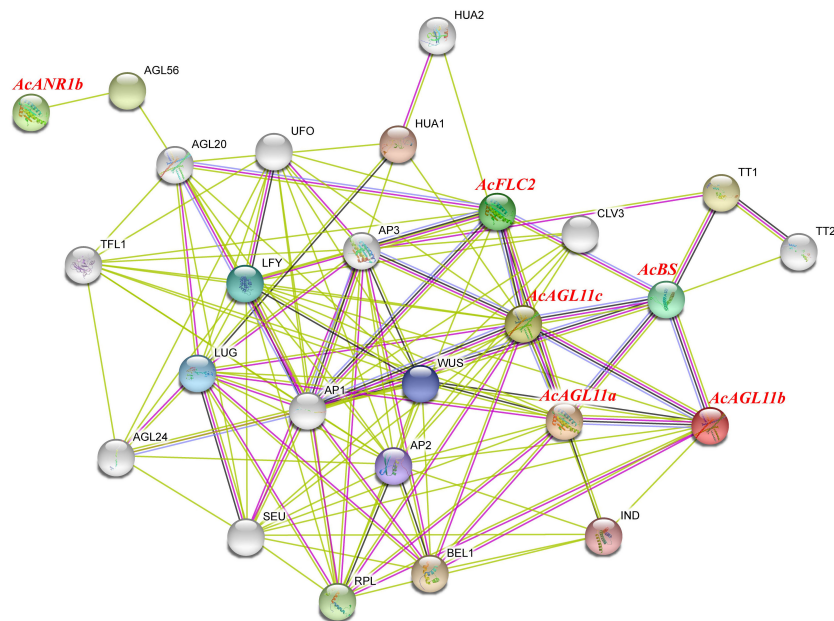 HUA2
AGL56
AcANR1b
UFO
HUA1
AGL20
TT1
AcFLC2
CLV3
AP3
TT2
TFL1
LFY
AcBS
AcAGL11c
LUG
WUS
AP1
AcAGL11a
AcAGL11b
AGL24
AP2
SEU
IND
BEL1
RPL